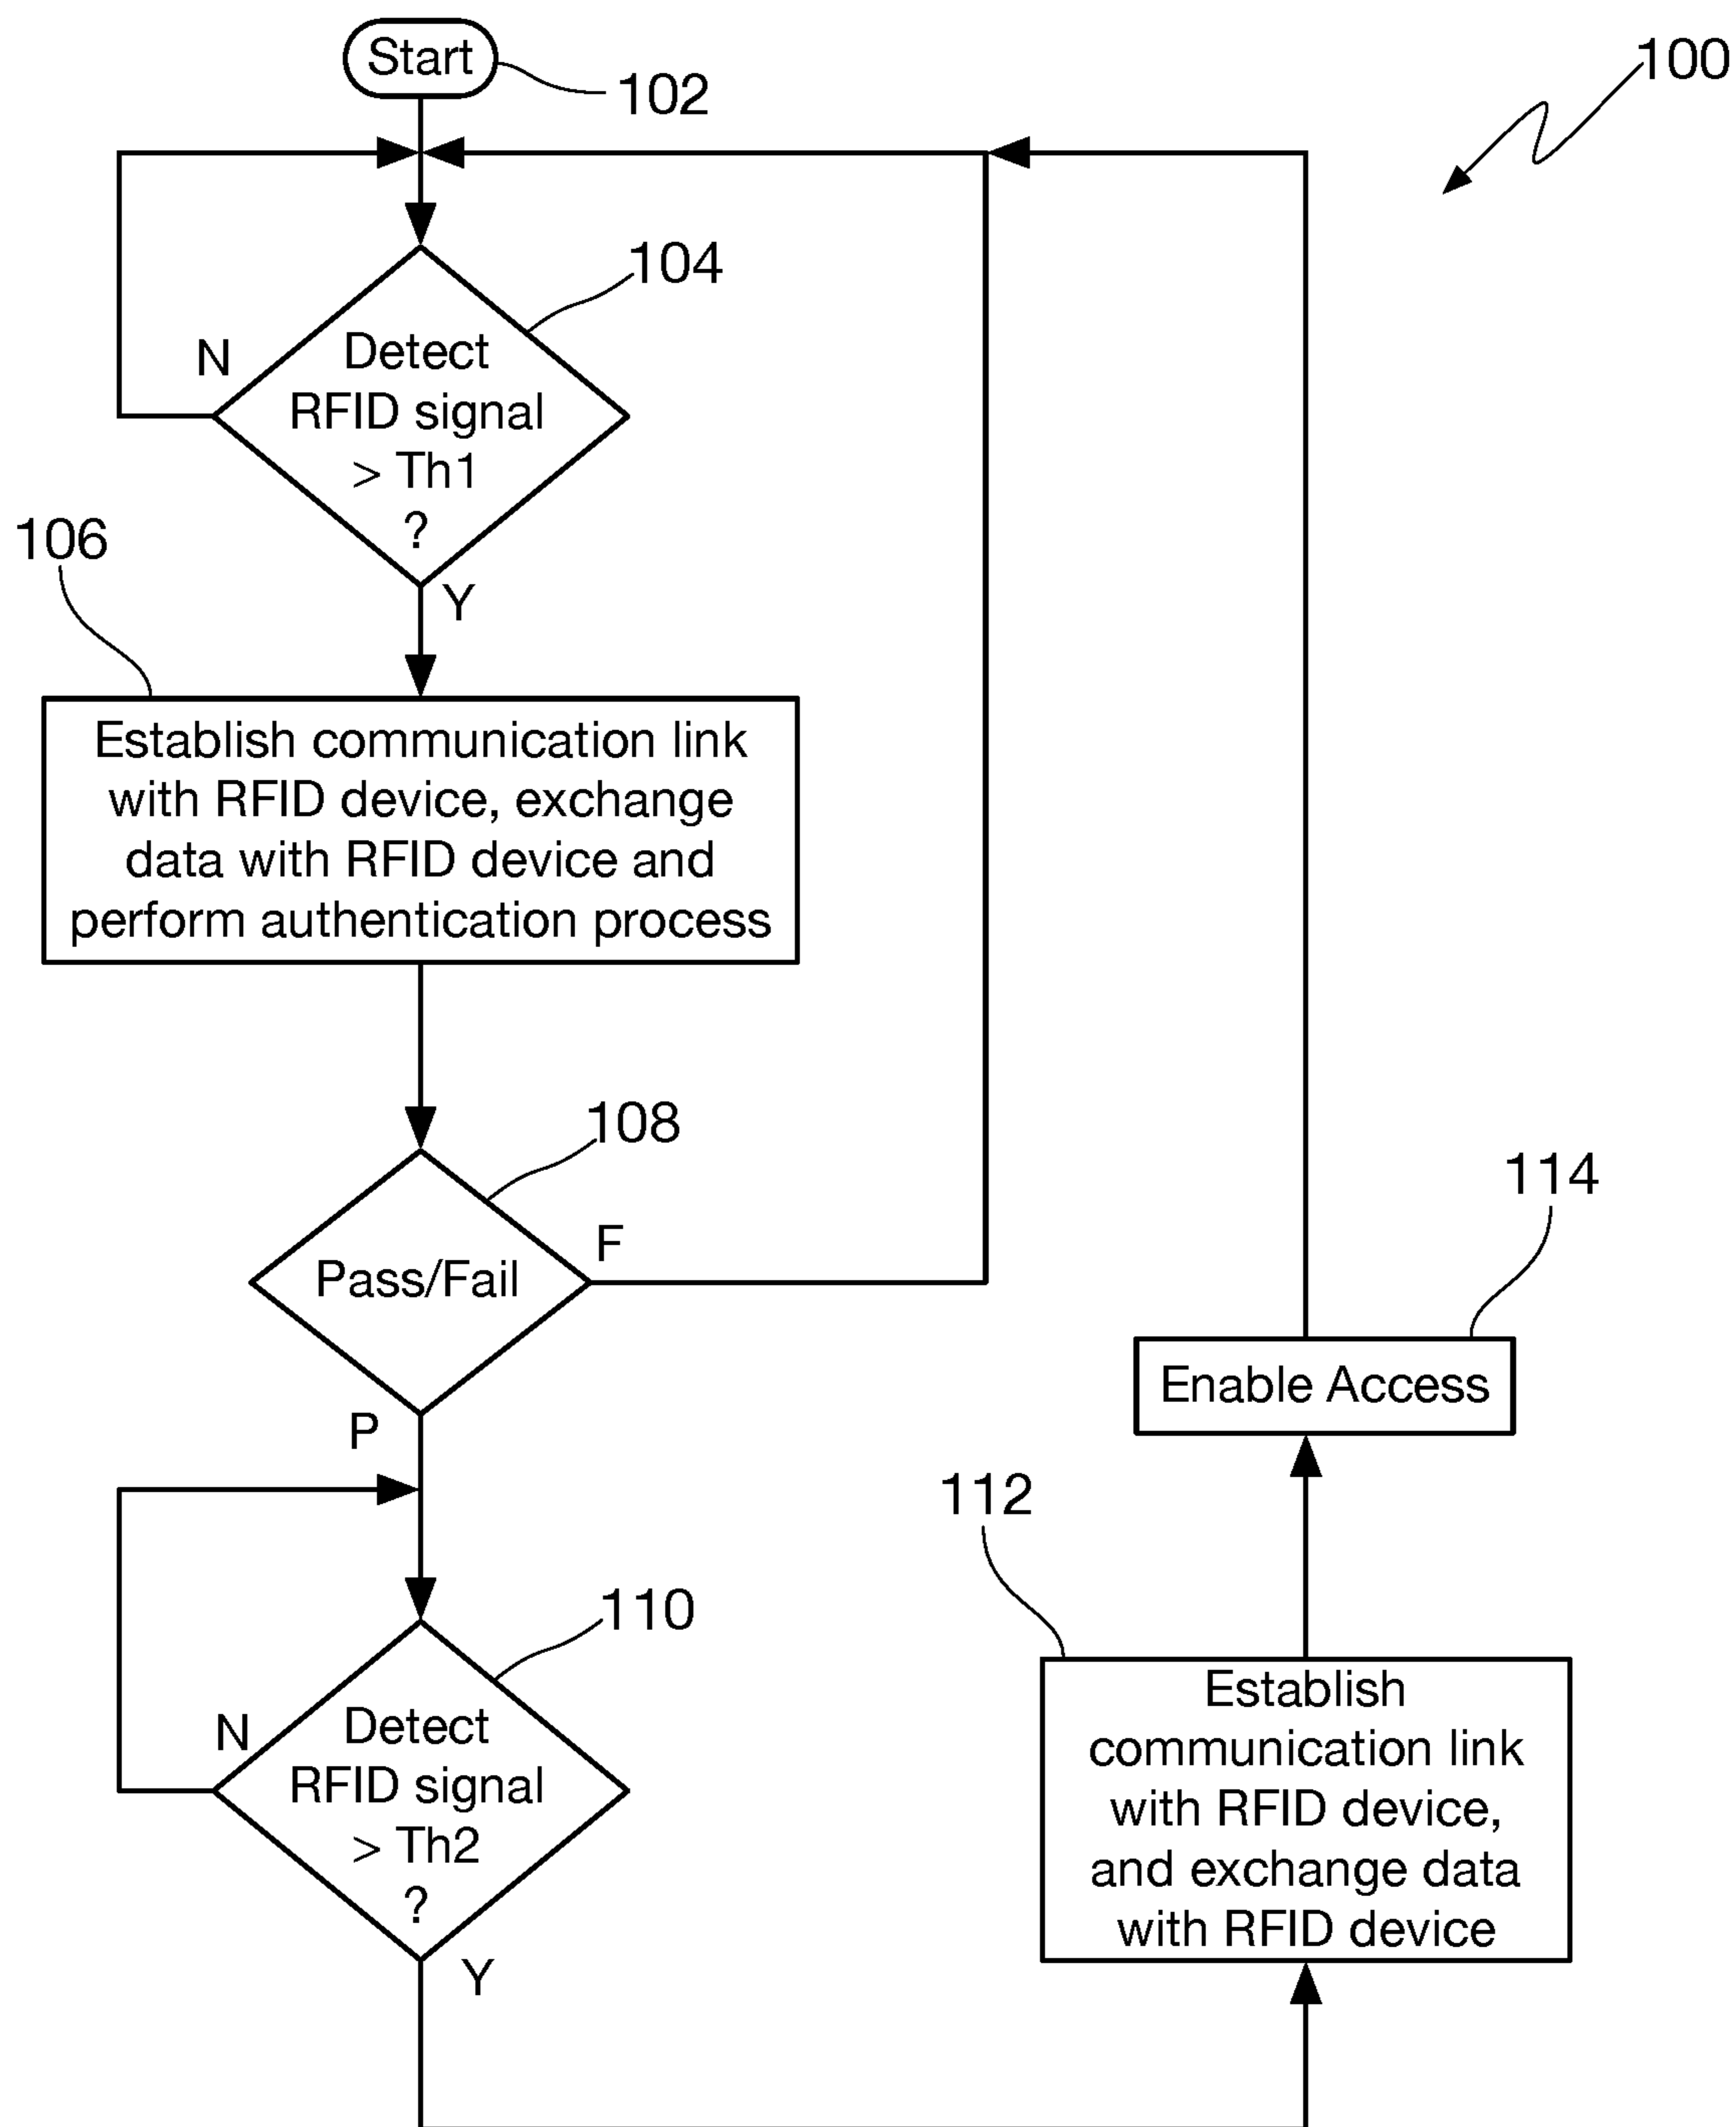 Start
102
100
104
N
Detect
RFID signal
> Th1
?
Y
106
Establish communication link
with RFID device, exchange
data with RFID device and
perform authentication process
108
Pass/Fail
F
P
110
N
Detect
RFID signal
> Th2
?
Y
112
Establish
communication link
with RFID device,
and exchange data
with RFID device
114
Enable Access